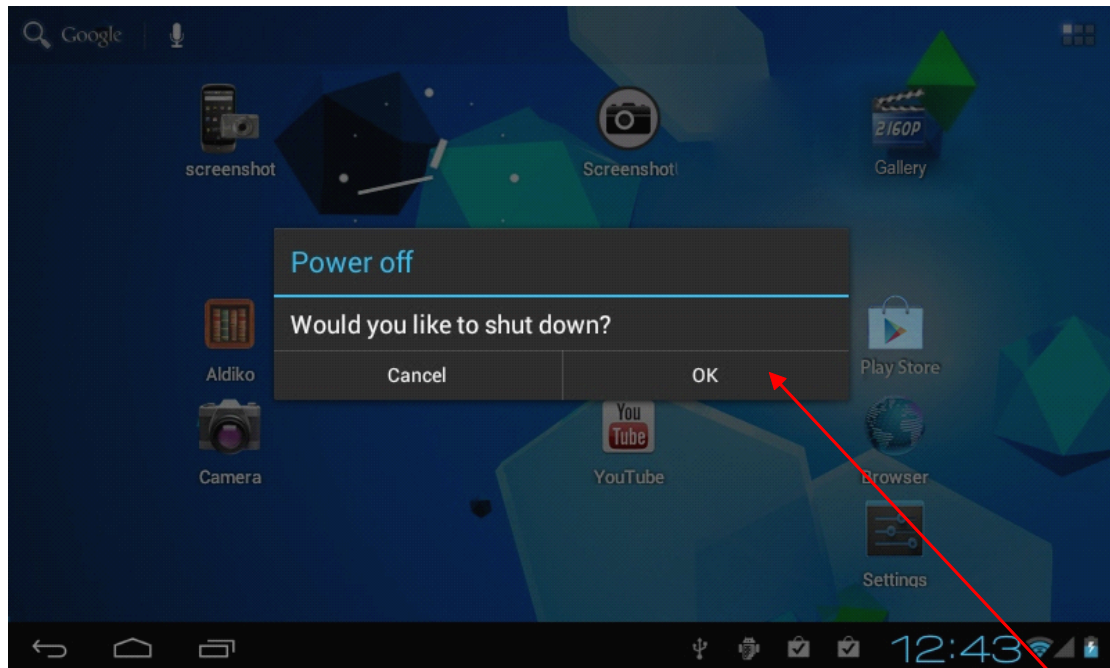 Google
screenshot
Screenshot
2160P
Gallery
Power off
Would you like to shut down?
Cancel
OK
Aldiko
Play Store
You
Tube
Camera
YouTube
Browser
Settings
12:43